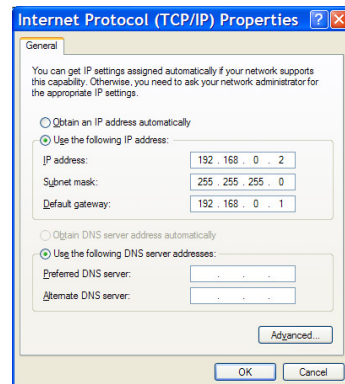 Internet Protocol (TCP/IP) Properties
General
You can get IP settings assigned automatically if your network supports
this capability. Otherwise, you need to ask your network administrator for
the appropriate IP settings.
Obtain an IP address automatically
Use the following IP address:
IP address: 192 . 168 . 0 . 2
Subnet mask: 255 . 255 . 255 . 0
Default gateway: 192 . 168 . 0 . 1
Obtain DNS server address automatically
Use the following DNS server addresses:
Preferred DNS server: . . .
Alternate DNS server: . . .
Advanced...
OK Cancel